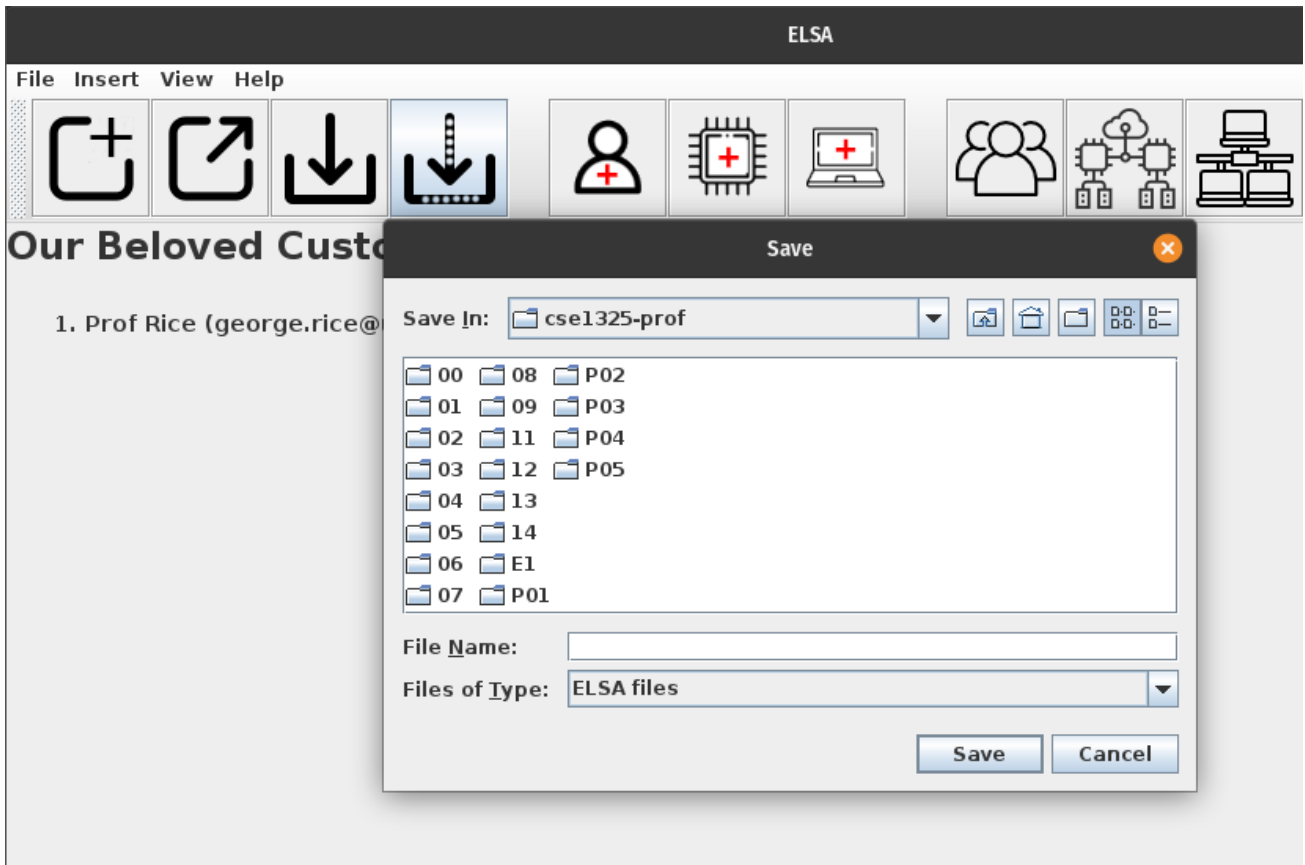 ELSA
File Insert View Help
Our Beloved Custo
1. Prof Rice (george.rice@
Save
Save In: cse1325-prof
00 08 P02
01 09 P03
02 11 P04
03 12 P05
04 13
05 14
06 E1
07 P01
File Name:
Files of Type: ELSA files
Save Cancel